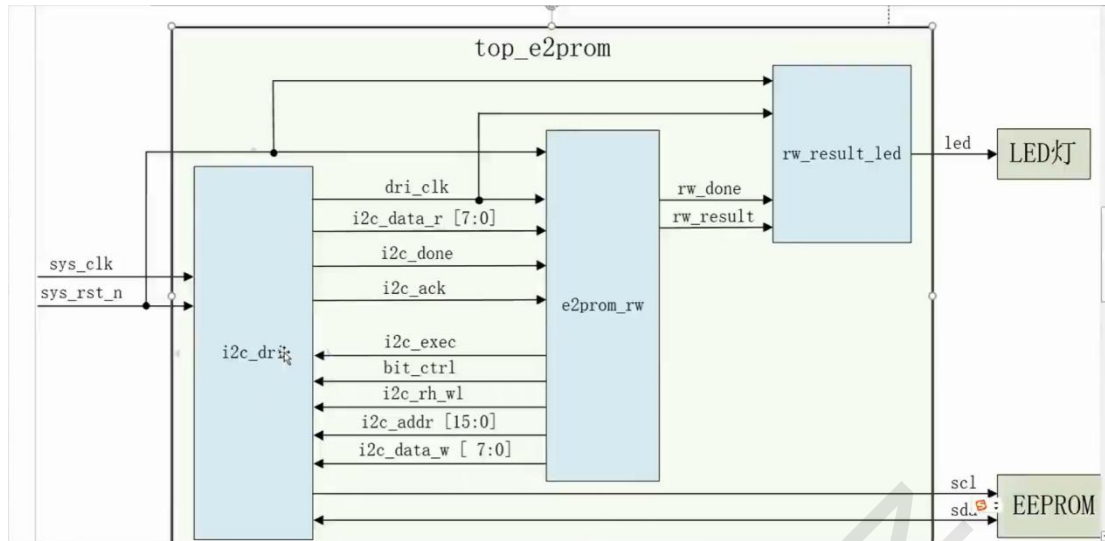 top_e2prom
rw_result_led
led
LED灯
dri_clk
i2c_data_r [7:0]
i2c_done
i2c_ack
rw_done
rw_result
sys_clk
sys_rst_n
e2prom_rw
i2c_exec
bit_ctrl
i2c_rh_wl
i2c_addr [15:0]
i2c_data_w [ 7:0]
scl
EEPROM